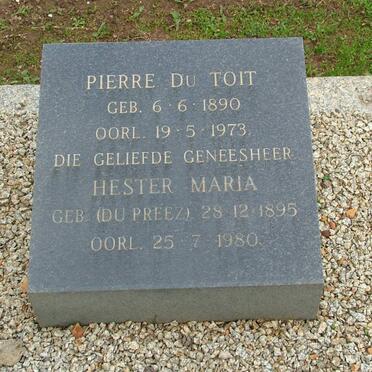 PIERRE DU TOIT
GEB. 6·6·1890
OORL. 19·5·1973.
DIE GELIEFDE GENEESHEER
HESTER MARIA
GEB. (DU PREEZ) 28·12·1895
OORL. 25·7·1980.